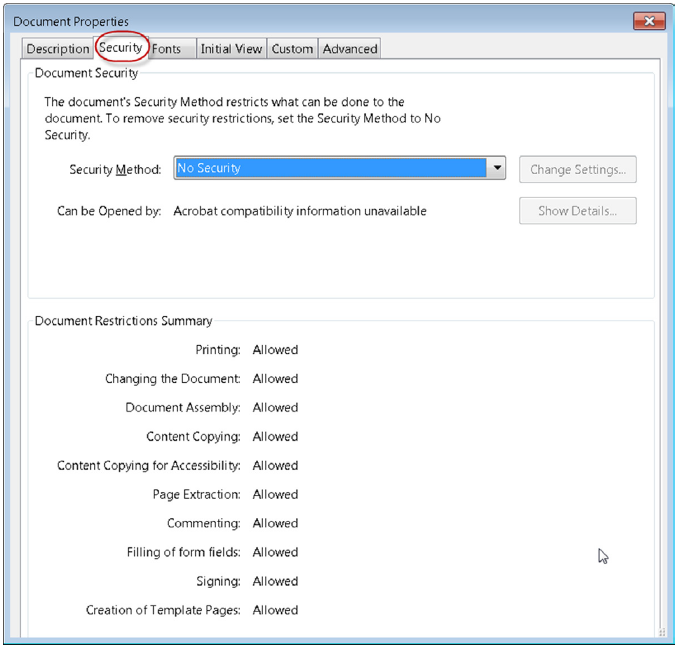 Document Properties
Description Security Fonts Initial View Custom Advanced
Document Security
The document's Security Method restricts what can be done to the
document. To remove security restrictions, set the Security Method to No
Security.
Security Method: No Security Change Settings...
Can be Opened by: Acrobat compatibility information unavailable Show Details...
Document Restrictions Summary
Printing: Allowed
Changing the Document: Allowed
Document Assembly: Allowed
Content Copying: Allowed
Content Copying for Accessibility: Allowed
Page Extraction: Allowed
Commenting: Allowed
Filling of form fields: Allowed
Signing: Allowed
Creation of Template Pages: Allowed